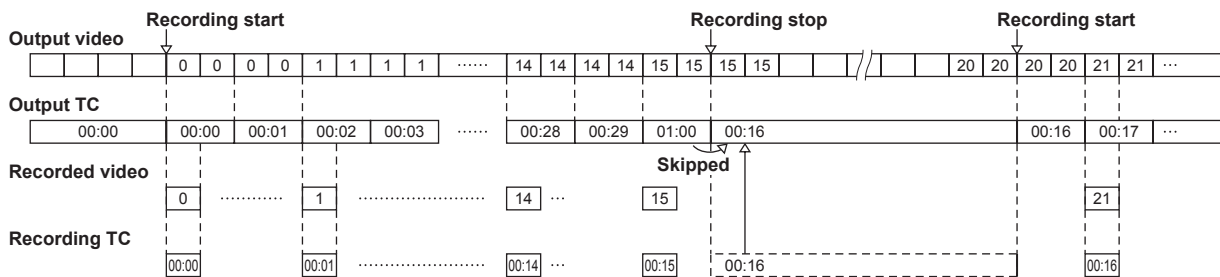 Recording start Recording stop Recording start
Output video
0 0 0 0 1 1 1 1 ...... 14 14 14 14 15 15 15 15 20 20 20 20 21 21 ...
Output TC
00:00 00:00 00:01 00:02 00:03 ...... 00:28 00:29 01:00 00:16 00:16 00:17 ...
Skipped
Recorded video
0 ........... 1 ...................... 14 ... 15 21
Recording TC
00:00 00:01 ...................... 00:14 ... 00:15 00:16 00:16